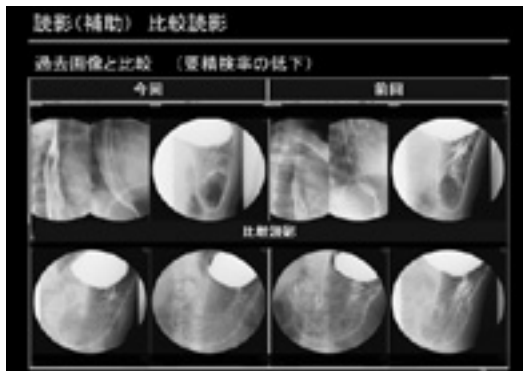 読影(補助) 比較読影
過去画像と比較 (要精検率の低下)
今回 前回
比較読影